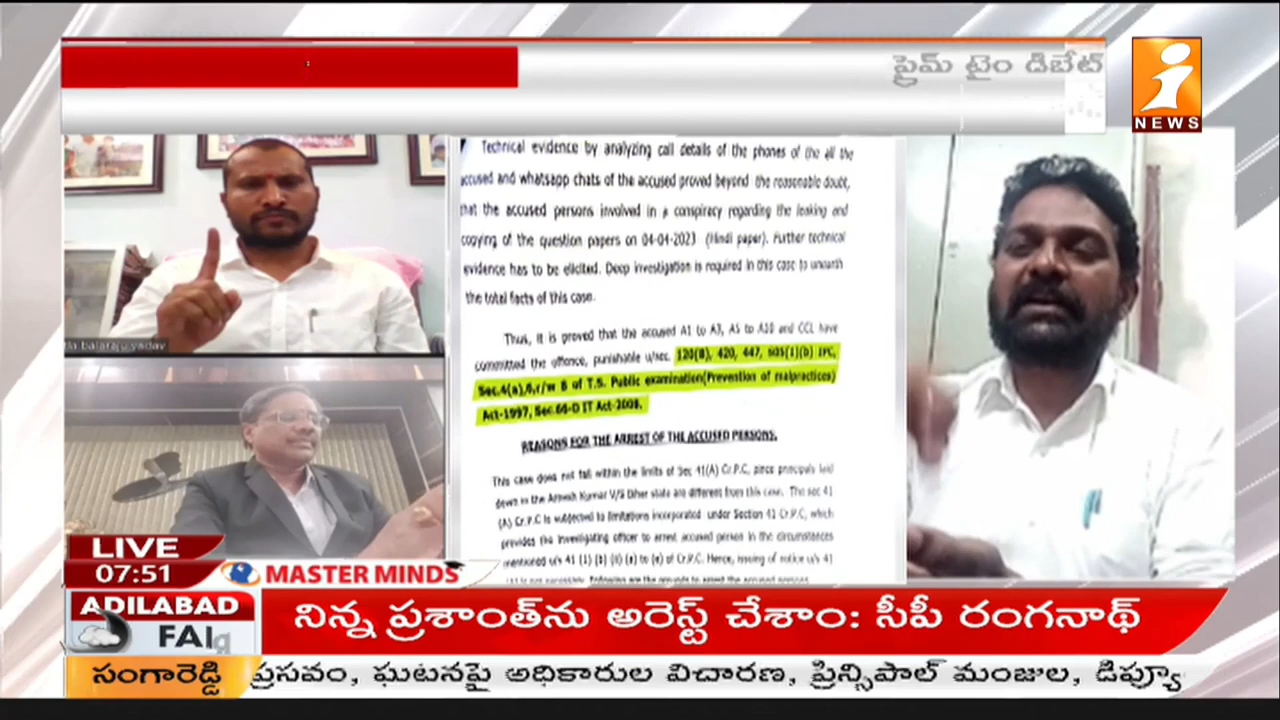 ప్రైమ్ టైం డిబేట్
i
NEWS
Technical evidence by analyzing call details of the phones of the all the
accused and whatsapp chats of the accused proved beyond the reasonable doubt,
that the accused persons involved in a conspiracy regarding the leaking and
copying of the question papers on 04-04-2023 (Hindi paper). Further technical
evidence has to be elicited. Deep investigation is required in this case to unearth
the total facts of this case.
Thus, it is proved that the accused A1 to A3, A5 to A10 and CCL have
committed the offence, punishable u/sec. 120(B), 420, 447, 505(1)(b) IPC,
Sec.4(a),6,r/w 8 of T.S. Public examination(Prevention of malpractices)
Act-1997, Sec.66-D IT Act-2008.
REASONS FOR THE ARREST OF THE ACCUSED PERSONS.
This case does not fall within the limits of Sec 41(A) Cr.P.C, since principals laid
down in the Arnesh Kumar V/S Bihar state are different from this case. The sec 41
(A) Cr.P.C is subjected to limitations incorporated under Section 41 Cr.P.C, which
provides the investigating officer to arrest accused person in the circumstances
mentioned u/s 41 (1) (b) (ii) (a) to (e) of Cr.P.C. Hence, issuing of notice u/s 41
balaraju yadav
LIVE
07:51
MASTER MINDS
ADILABAD
FAI
నిన్న ప్రశాంత్‌ను అరెస్ట్ చేశాం: సీపీ రంగనాథ్
సంగారెడ్డి
ప్రసవం, ఘటనపై అధికారుల విచారణ, ప్రిన్సిపాల్ మంజుల, డిప్యూ